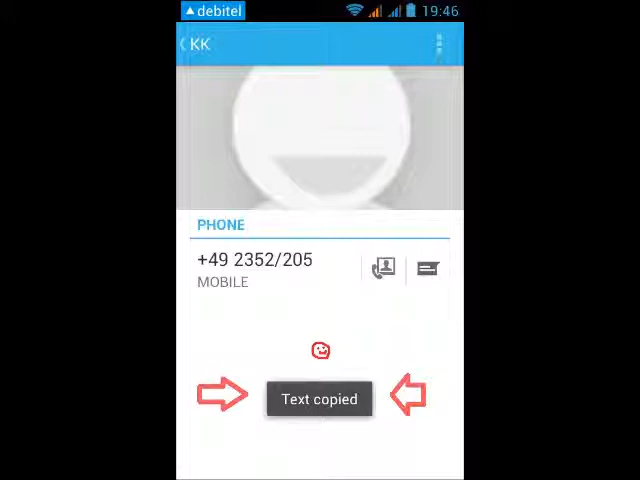 debitel
19:46
KK
PHONE
+49 2352/205
MOBILE
Text copied